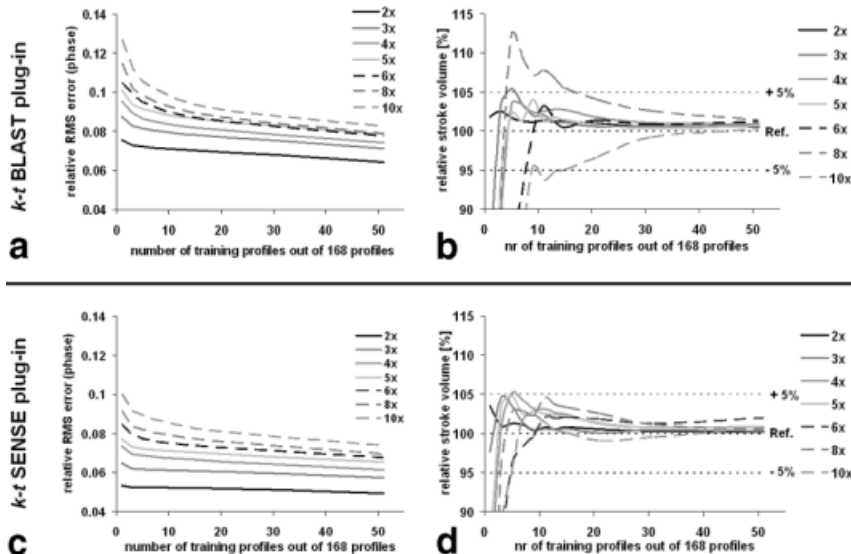 k-t BLAST plug-in
relative RMS error (phase)
0.14
0.12
0.1
0.08
0.06
0.04
0 10 20 30 40 50
number of training profiles out of 168 profiles
2x
3x
4x
5x
6x
8x
10x
a
relative stroke volume [%]
115
110
105
100
95
90
0 10 20 30 40 50
nr of training profiles out of 168 profiles
+ 5%
Ref.
- 5%
2x
3x
4x
5x
6x
8x
10x
b
k-t SENSE plug-in
relative RMS error (phase)
0.14
0.12
0.1
0.08
0.06
0.04
0 10 20 30 40 50
number of training profiles out of 168 profiles
2x
3x
4x
5x
6x
8x
10x
c
relative stroke volume [%]
115
110
105
100
95
90
0 10 20 30 40 50
nr of training profiles out of 168 profiles
+ 5%
Ref.
- 5%
2x
3x
4x
5x
6x
8x
10x
d